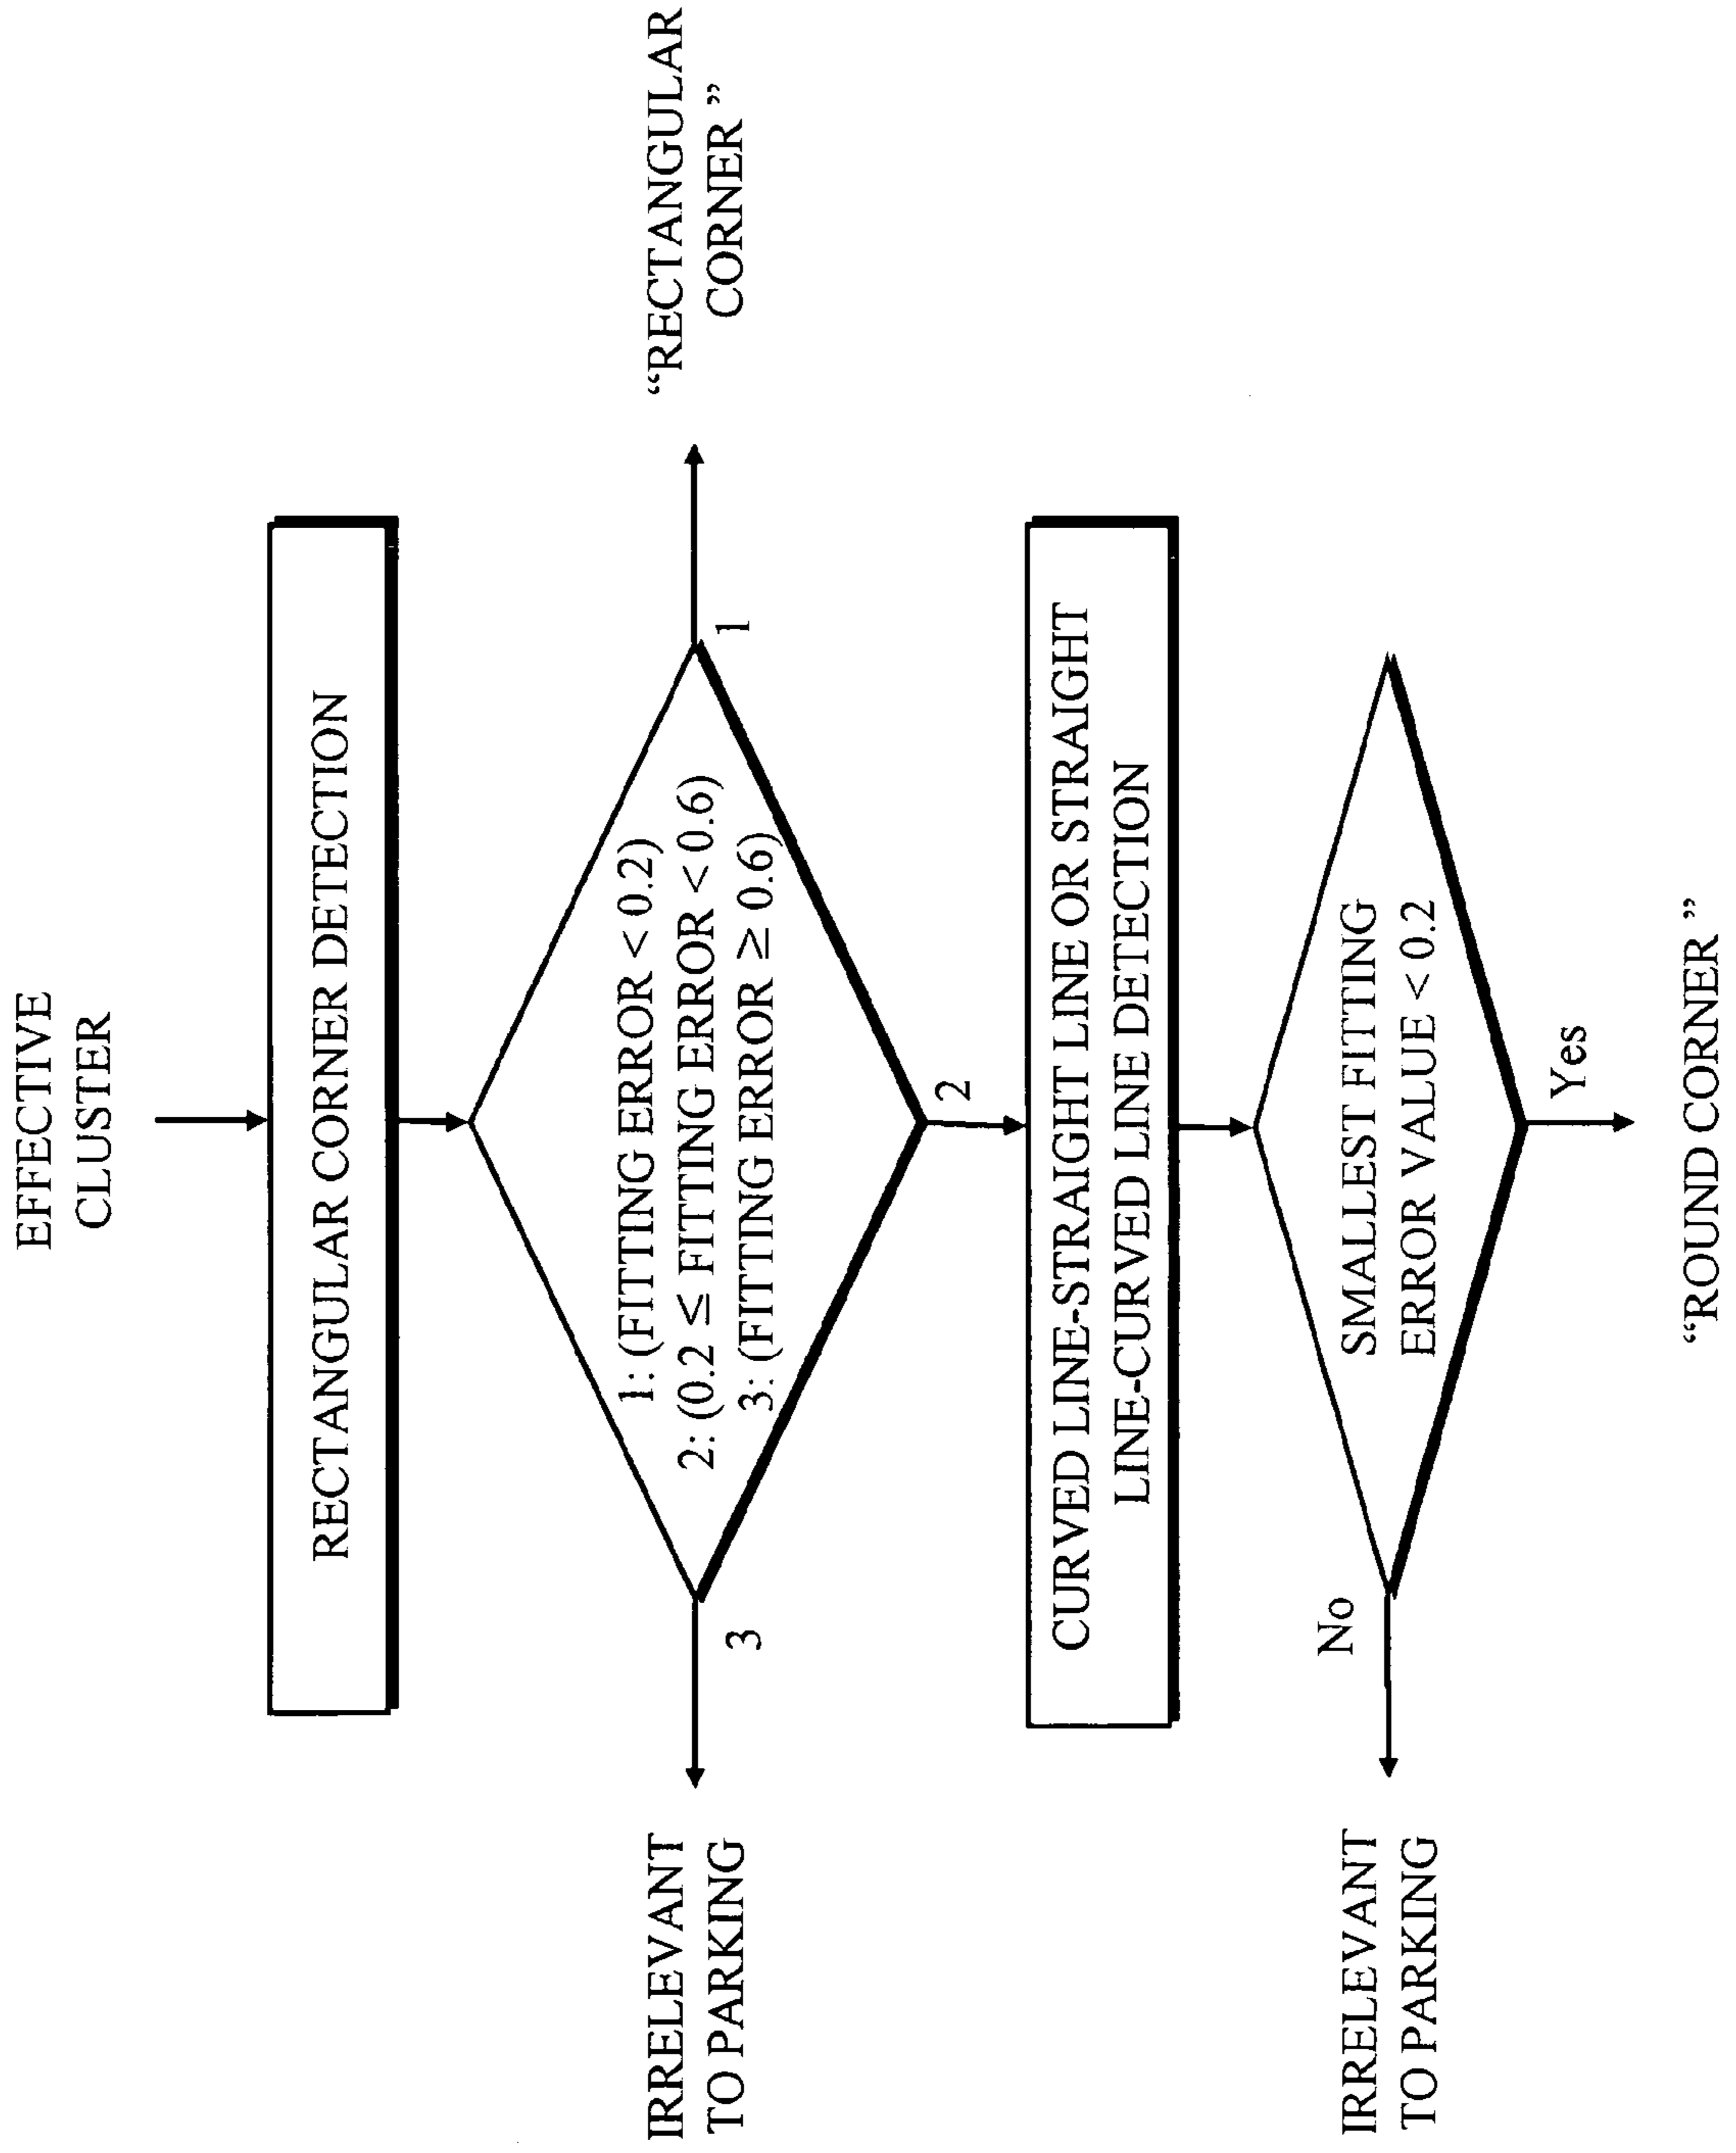 EFFECTIVE
CLUSTER
RECTANGULAR CORNER DETECTION
1: (FITTING ERROR < 0.2)
2: (0.2 ≤ FITTING ERROR < 0.6)
3: (FITTING ERROR ≥ 0.6)
3
1
2
IRRELEVANT
TO PARKING
“RECTANGULAR
CORNER ”
CURVED LINE-STRAIGHT LINE OR STRAIGHT
LINE-CURVED LINE DETECTION
SMALLEST FITTING
ERROR VALUE < 0.2
No
Yes
IRRELEVANT
TO PARKING
“ROUND CORNER ”